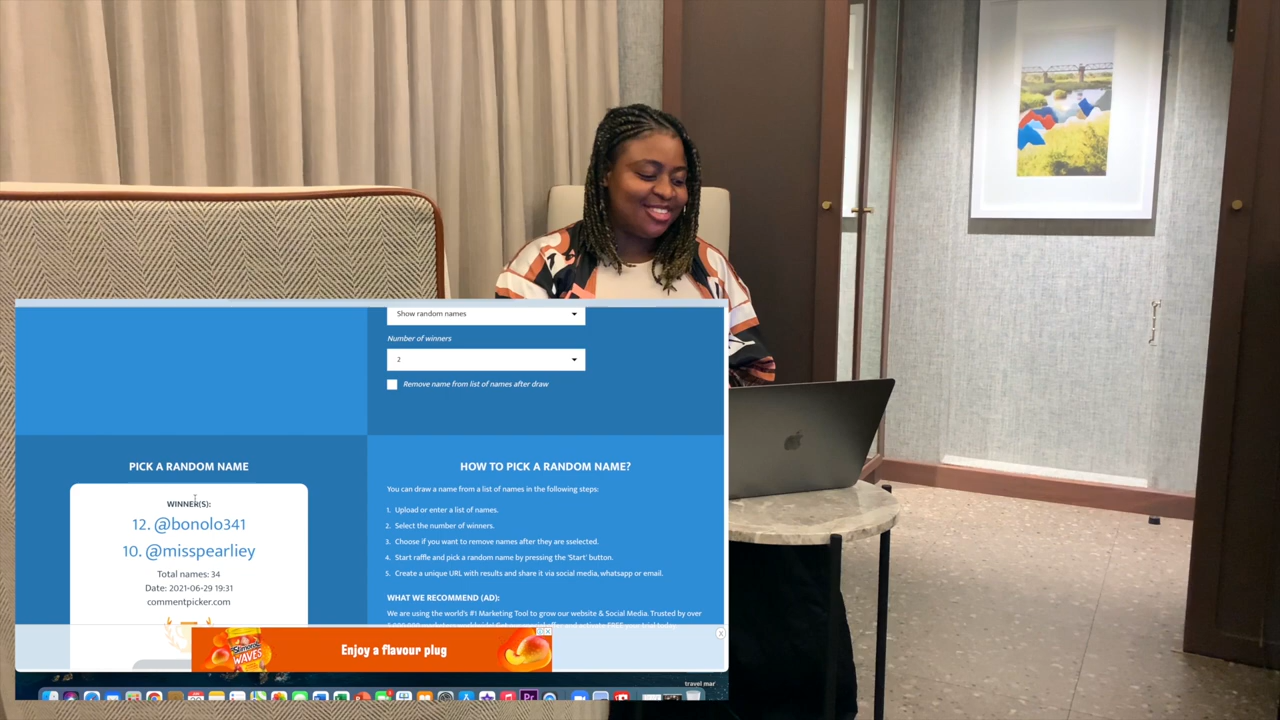 Show random names
Number of winners
2
Remove name from list of names after draw
PICK A RANDOM NAME
WINNER(S):
12. @bonolo341
10. @misspearliey
Total names: 34
Date: 2021-06-29 19:31
commentpicker.com
HOW TO PICK A RANDOM NAME?
You can draw a name from a list of names in the following steps:
1. Upload or enter a list of names.
2. Select the number of winners.
3. Choose if you want to remove names after they are sselected.
4. Start raffle and pick a random name by pressing the 'Start' button.
5. Create a unique URL with results and share it via social media, whatsapp or email.
WHAT WE RECOMMEND (AD):
We are using the world's #1 Marketing Tool to grow our website & Social Media. Trusted by over
WAVES
Enjoy a flavour plug
travel mar
Pr